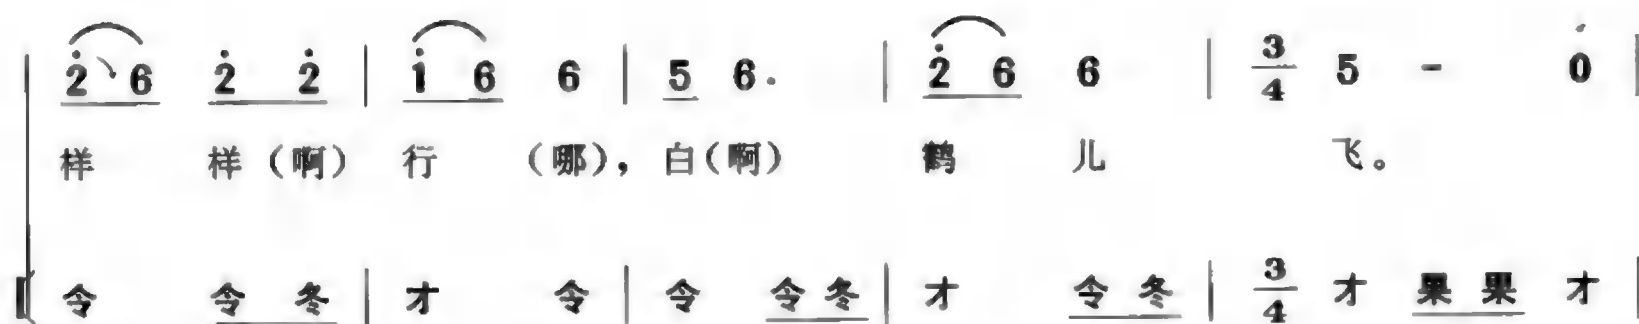 2̇ 6 2̇ 2̇ | 1̇ 6 6 | 5 6· | 2̇ 6 6 | 3/4 5 - 0 |
样 样（啊）行 （哪），白（啊） 鹤 儿 飞。
令 令 冬 | 才 令 | 令 令 冬 | 才 令 冬 | 3/4 才 果 果 才 |